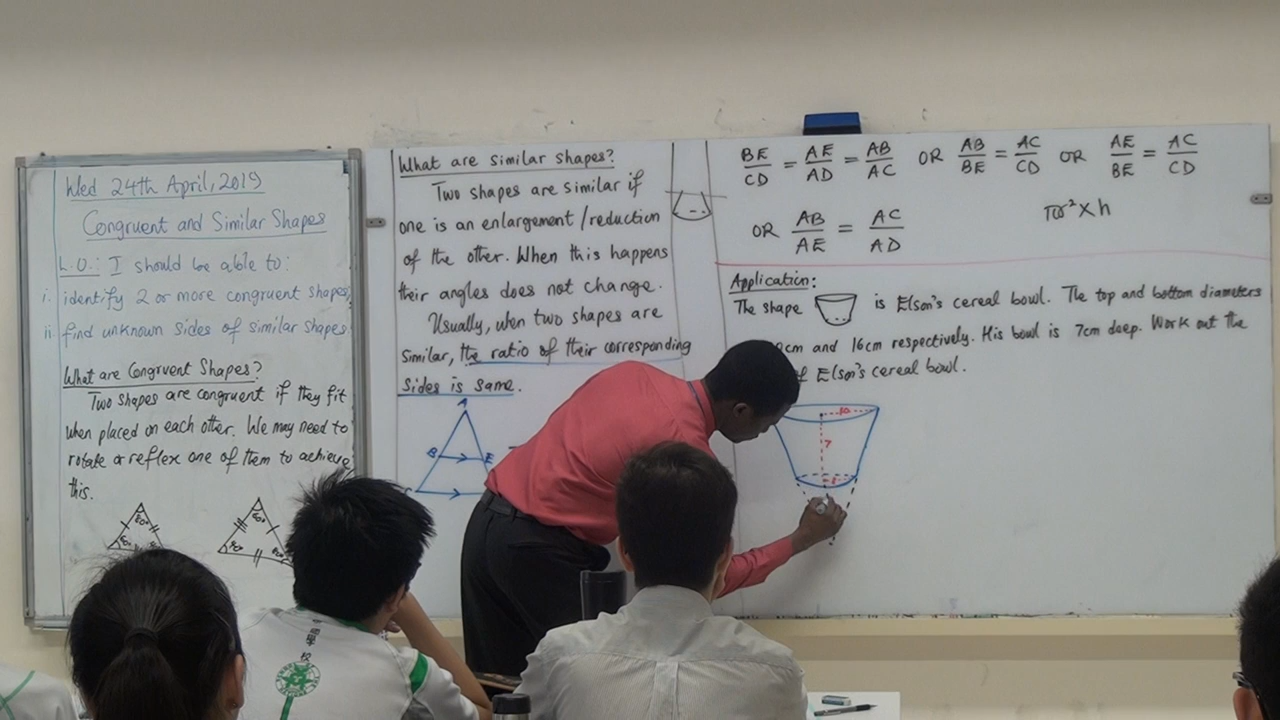 Wed 24th April, 2019
Congruent and Similar Shapes
L.O.: I should be able to:
i. identify 2 or more congruent shapes,
ii. find unknown sides of similar shapes
What are Congruent Shapes?
Two shapes are congruent if they fit
when placed on each other. We may need to
rotate or reflex one of them to achieve
this.
What are similar shapes?
Two shapes are similar if
one is an enlargement/reduction
of the other. When this happens
their angles does not change.
Usually, wen two shapes are
similar, the ratio of their corresponding
sides is same.
A
B E
BE/CD = AE/AD = AB/AC OR AB/BE = AC/CD OR AE/BE = AC/CD
OR AB/AE = AC/AD
πr²xh
Application:
The shape is Elson's cereal bowl. The top and bottom diameters
cm and 16cm respectively. His bowl is 7cm deep. Work out the
of Elson's cereal bowl.
10
7
8